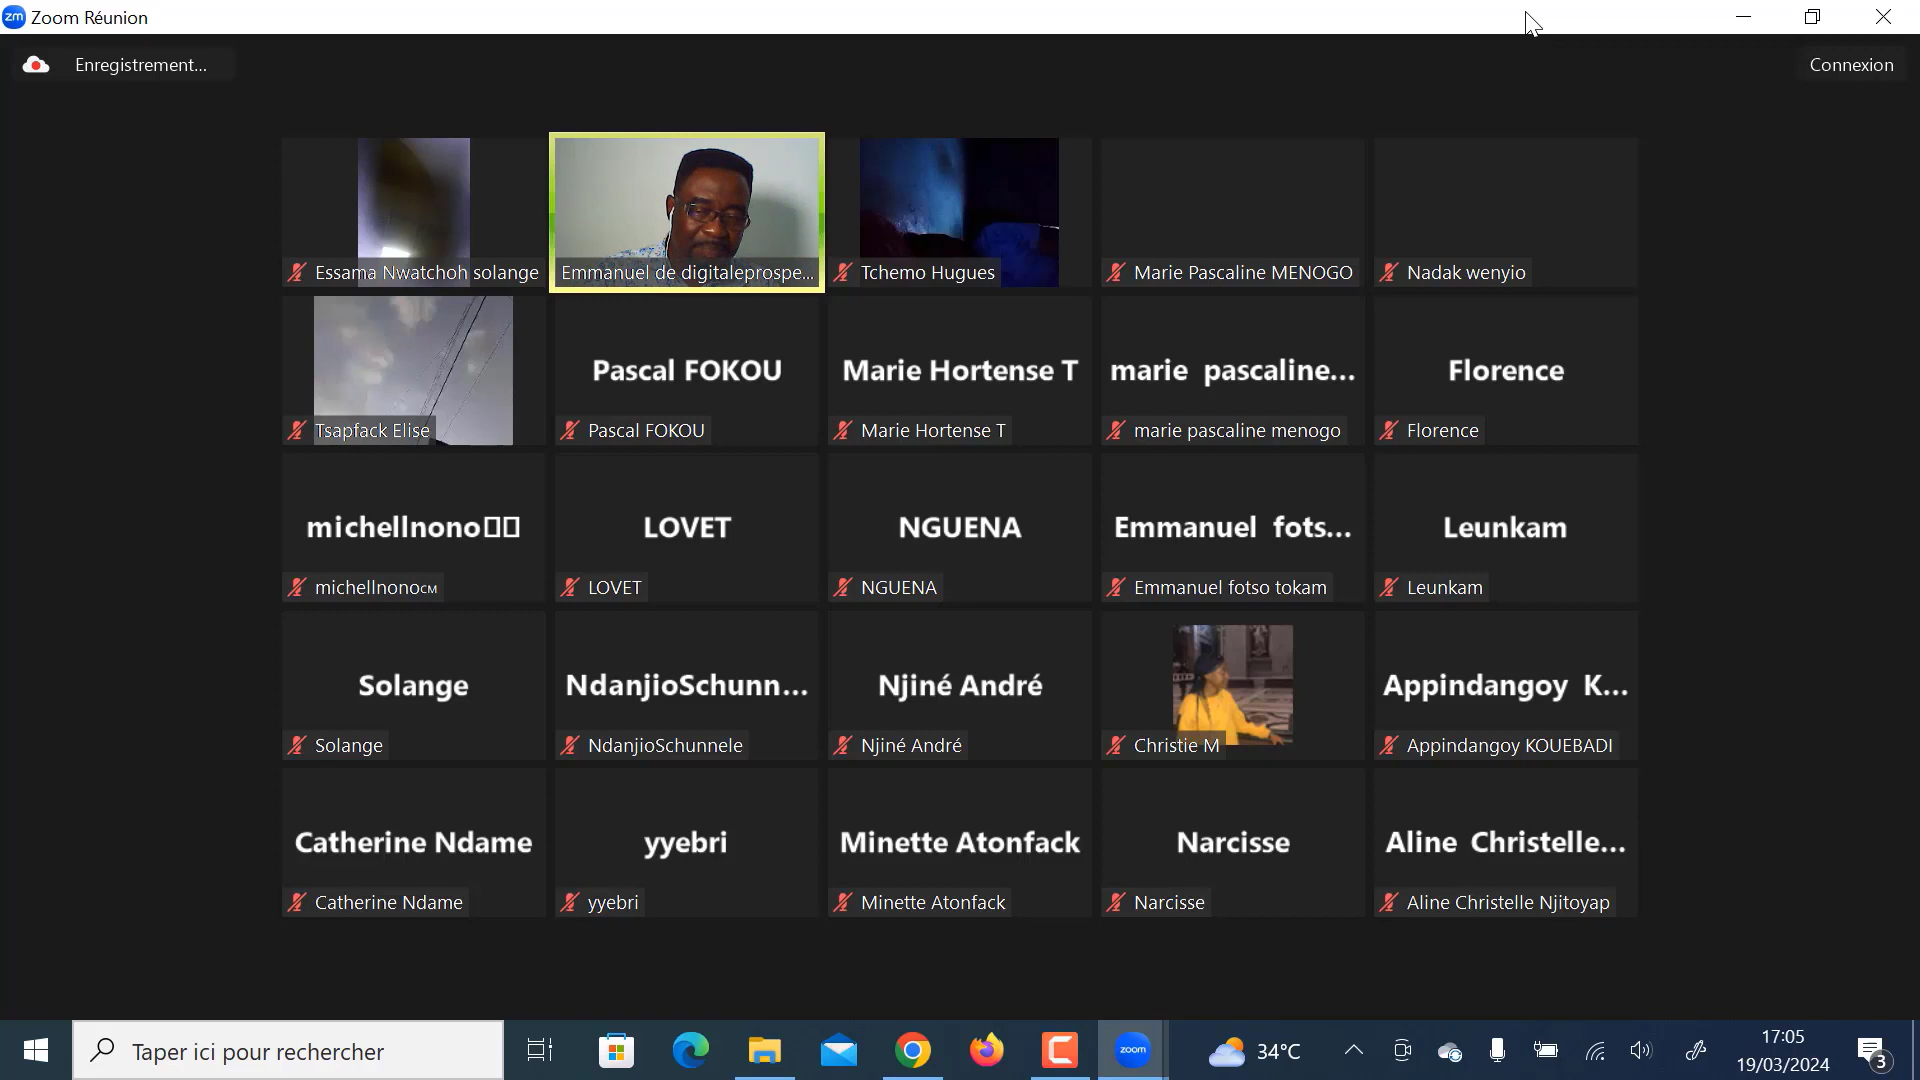 zm Zoom Réunion
Enregistrement...
Connexion
Essama Nwatchoh solange
Emmanuel de digitaleprospe...
Tchemo Hugues
Marie Pascaline MENOGO
Nadak wenyio
Tsapfack Elise
Pascal FOKOU
Pascal FOKOU
Marie Hortense T
Marie Hortense T
marie pascaline...
marie pascaline menogo
Florence
Florence
michellnono
michellnonoCM
LOVET
LOVET
NGUENA
NGUENA
Emmanuel fots...
Emmanuel fotso tokam
Leunkam
Leunkam
Solange
Solange
NdanjioSchunn...
NdanjioSchunnele
Njiné André
Njiné André
Christie M
Appindangoy K...
Appindangoy KOUEBADI
Catherine Ndame
Catherine Ndame
yyebri
yyebri
Minette Atonfack
Minette Atonfack
Narcisse
Narcisse
Aline Christelle...
Aline Christelle Njitoyap
Taper ici pour rechercher
zoom
34°C
17:05
19/03/2024
3